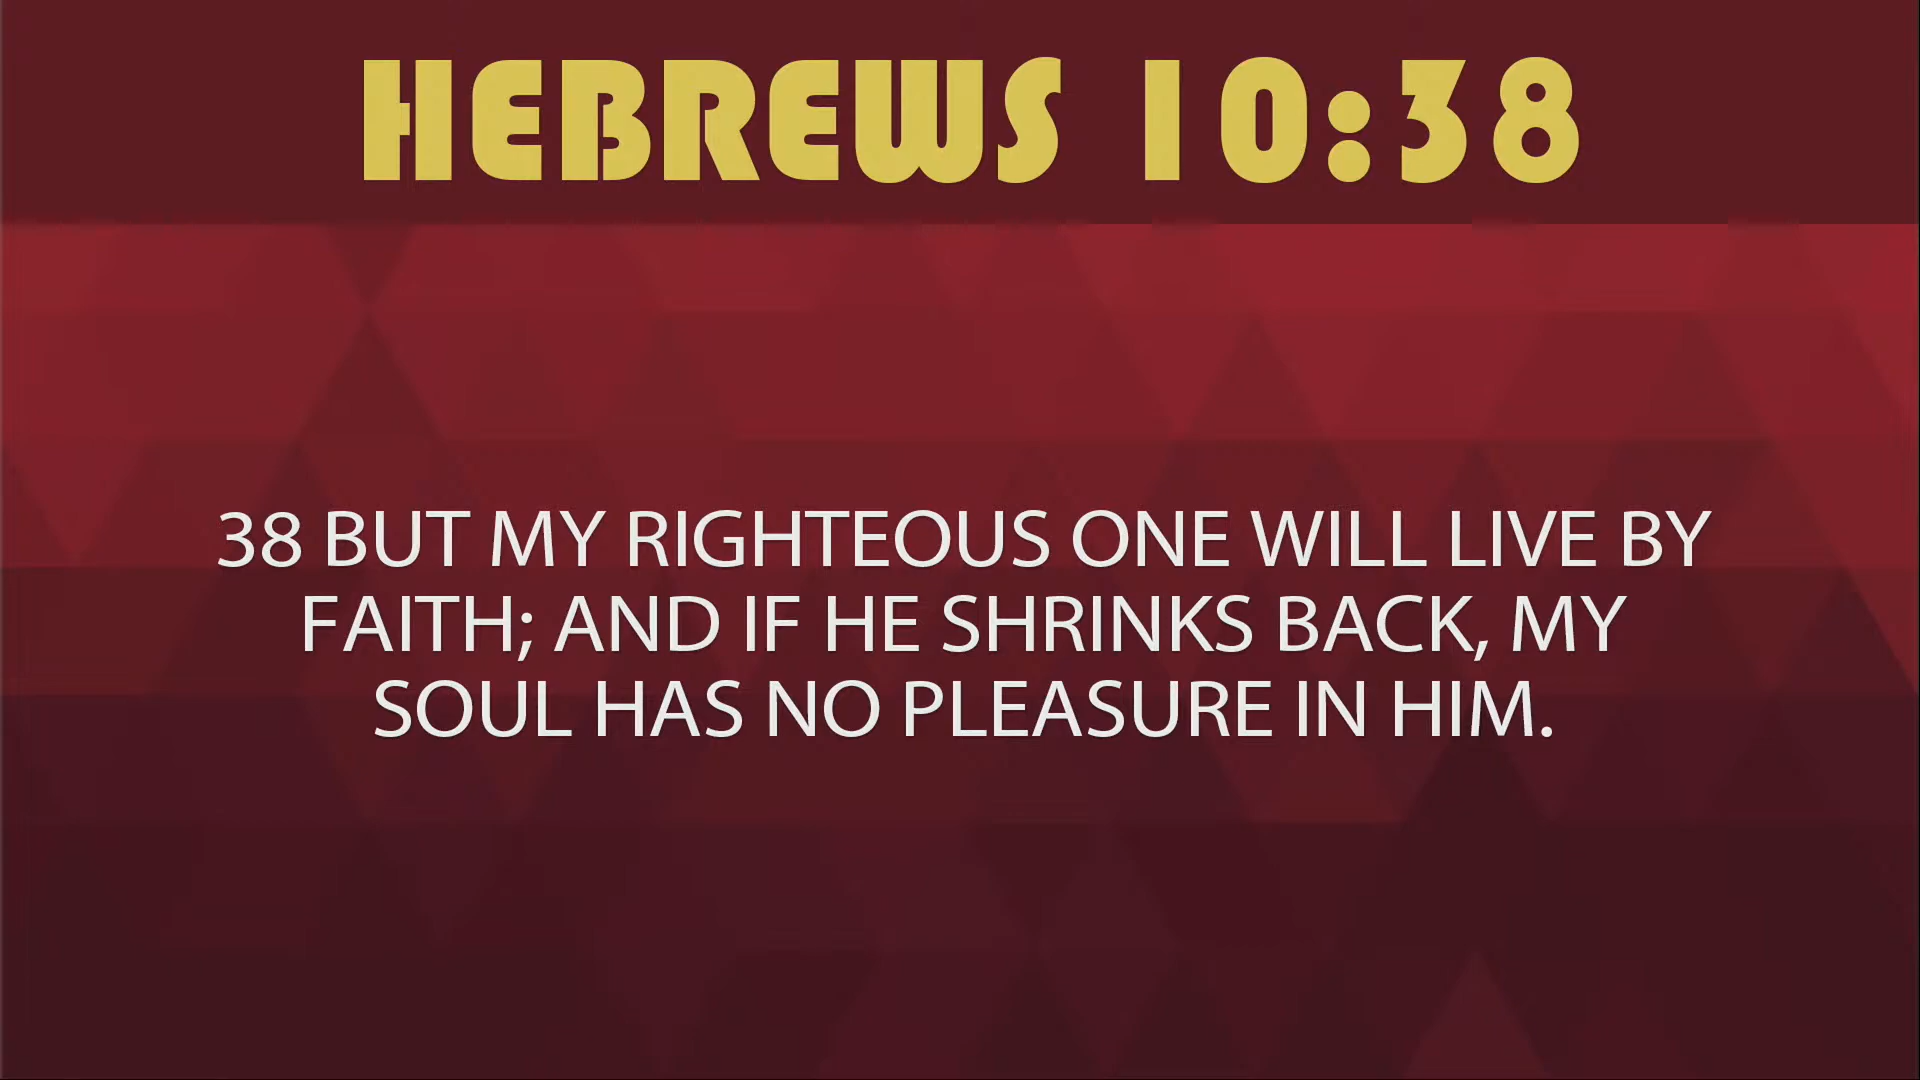 HEBREWS 10:38
38 BUT MY RIGHTEOUS ONE WILL LIVE BY
FAITH; AND IF HE SHRINKS BACK, MY
SOUL HAS NO PLEASURE IN HIM.